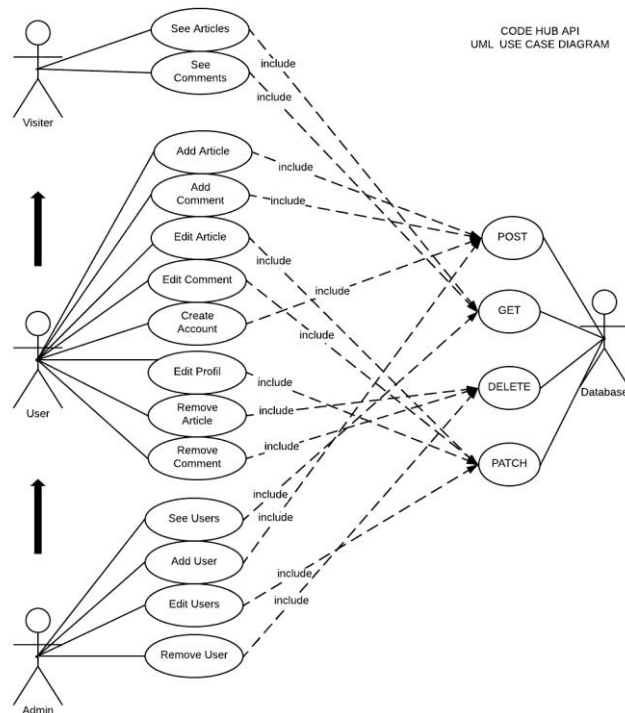 CODE HUB API
UML USE CASE DIAGRAM
See Articles
See
Comments
Visiter
include
include
Add Article
Add
Comment
Edit Article
Edit Comment
Create
Account
Edit Profil
Remove
Article
Remove
Comment
User
include
include
include
include
include
include
include
include
POST
GET
DELETE
PATCH
Database
See Users
Add User
Edit Users
Remove User
Admin
include
include
include
include